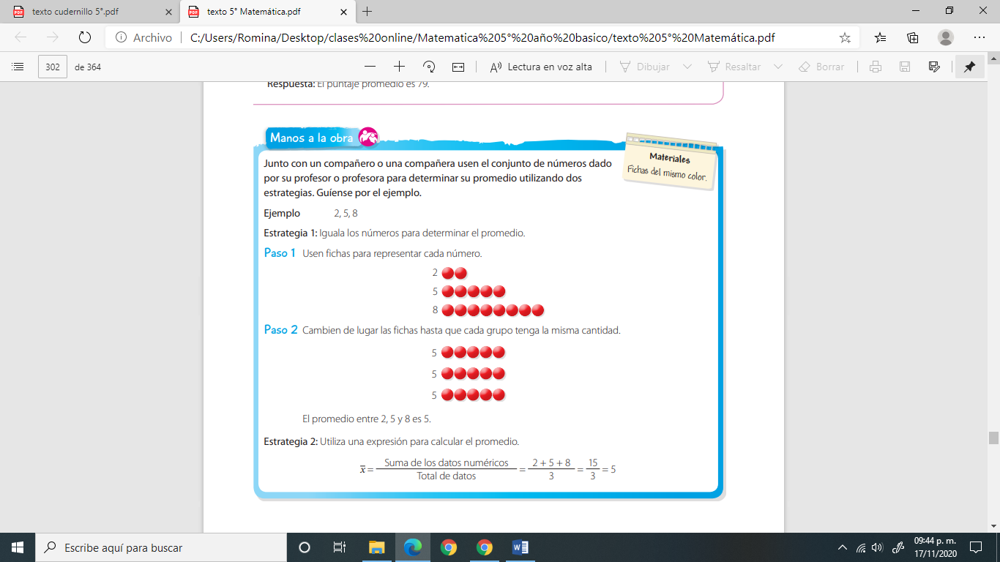 texto cudernillo 5°.pdf
texto 5° Matemática.pdf
Archivo
C:/Users/Romina/Desktop/clases%20online/Matematica%205°%20año%20basico/texto%205°%20Matemática.pdf
302 de 364
Lectura en voz alta
Dibujar
Resaltar
Borrar
Respuesta: El puntaje promedio es 79.
Manos a la obra
Materiales
Fichas del mismo color.
Junto con un compañero o una compañera usen el conjunto de números dado
por su profesor o profesora para determinar su promedio utilizando dos
estrategias. Guíense por el ejemplo.
Ejemplo 2, 5, 8
Estrategia 1: Iguala los números para determinar el promedio.
Paso 1 Usen fichas para representar cada número.
2
5
8
Paso 2 Cambien de lugar las fichas hasta que cada grupo tenga la misma cantidad.
5
5
5
El promedio entre 2, 5 y 8 es 5.
Estrategia 2: Utiliza una expresión para calcular el promedio.
x̅ = Suma de los datos numéricos / Total de datos = 2 + 5 + 8 / 3 = 15 / 3 = 5
Escribe aquí para buscar
09:44 p. m.
17/11/2020